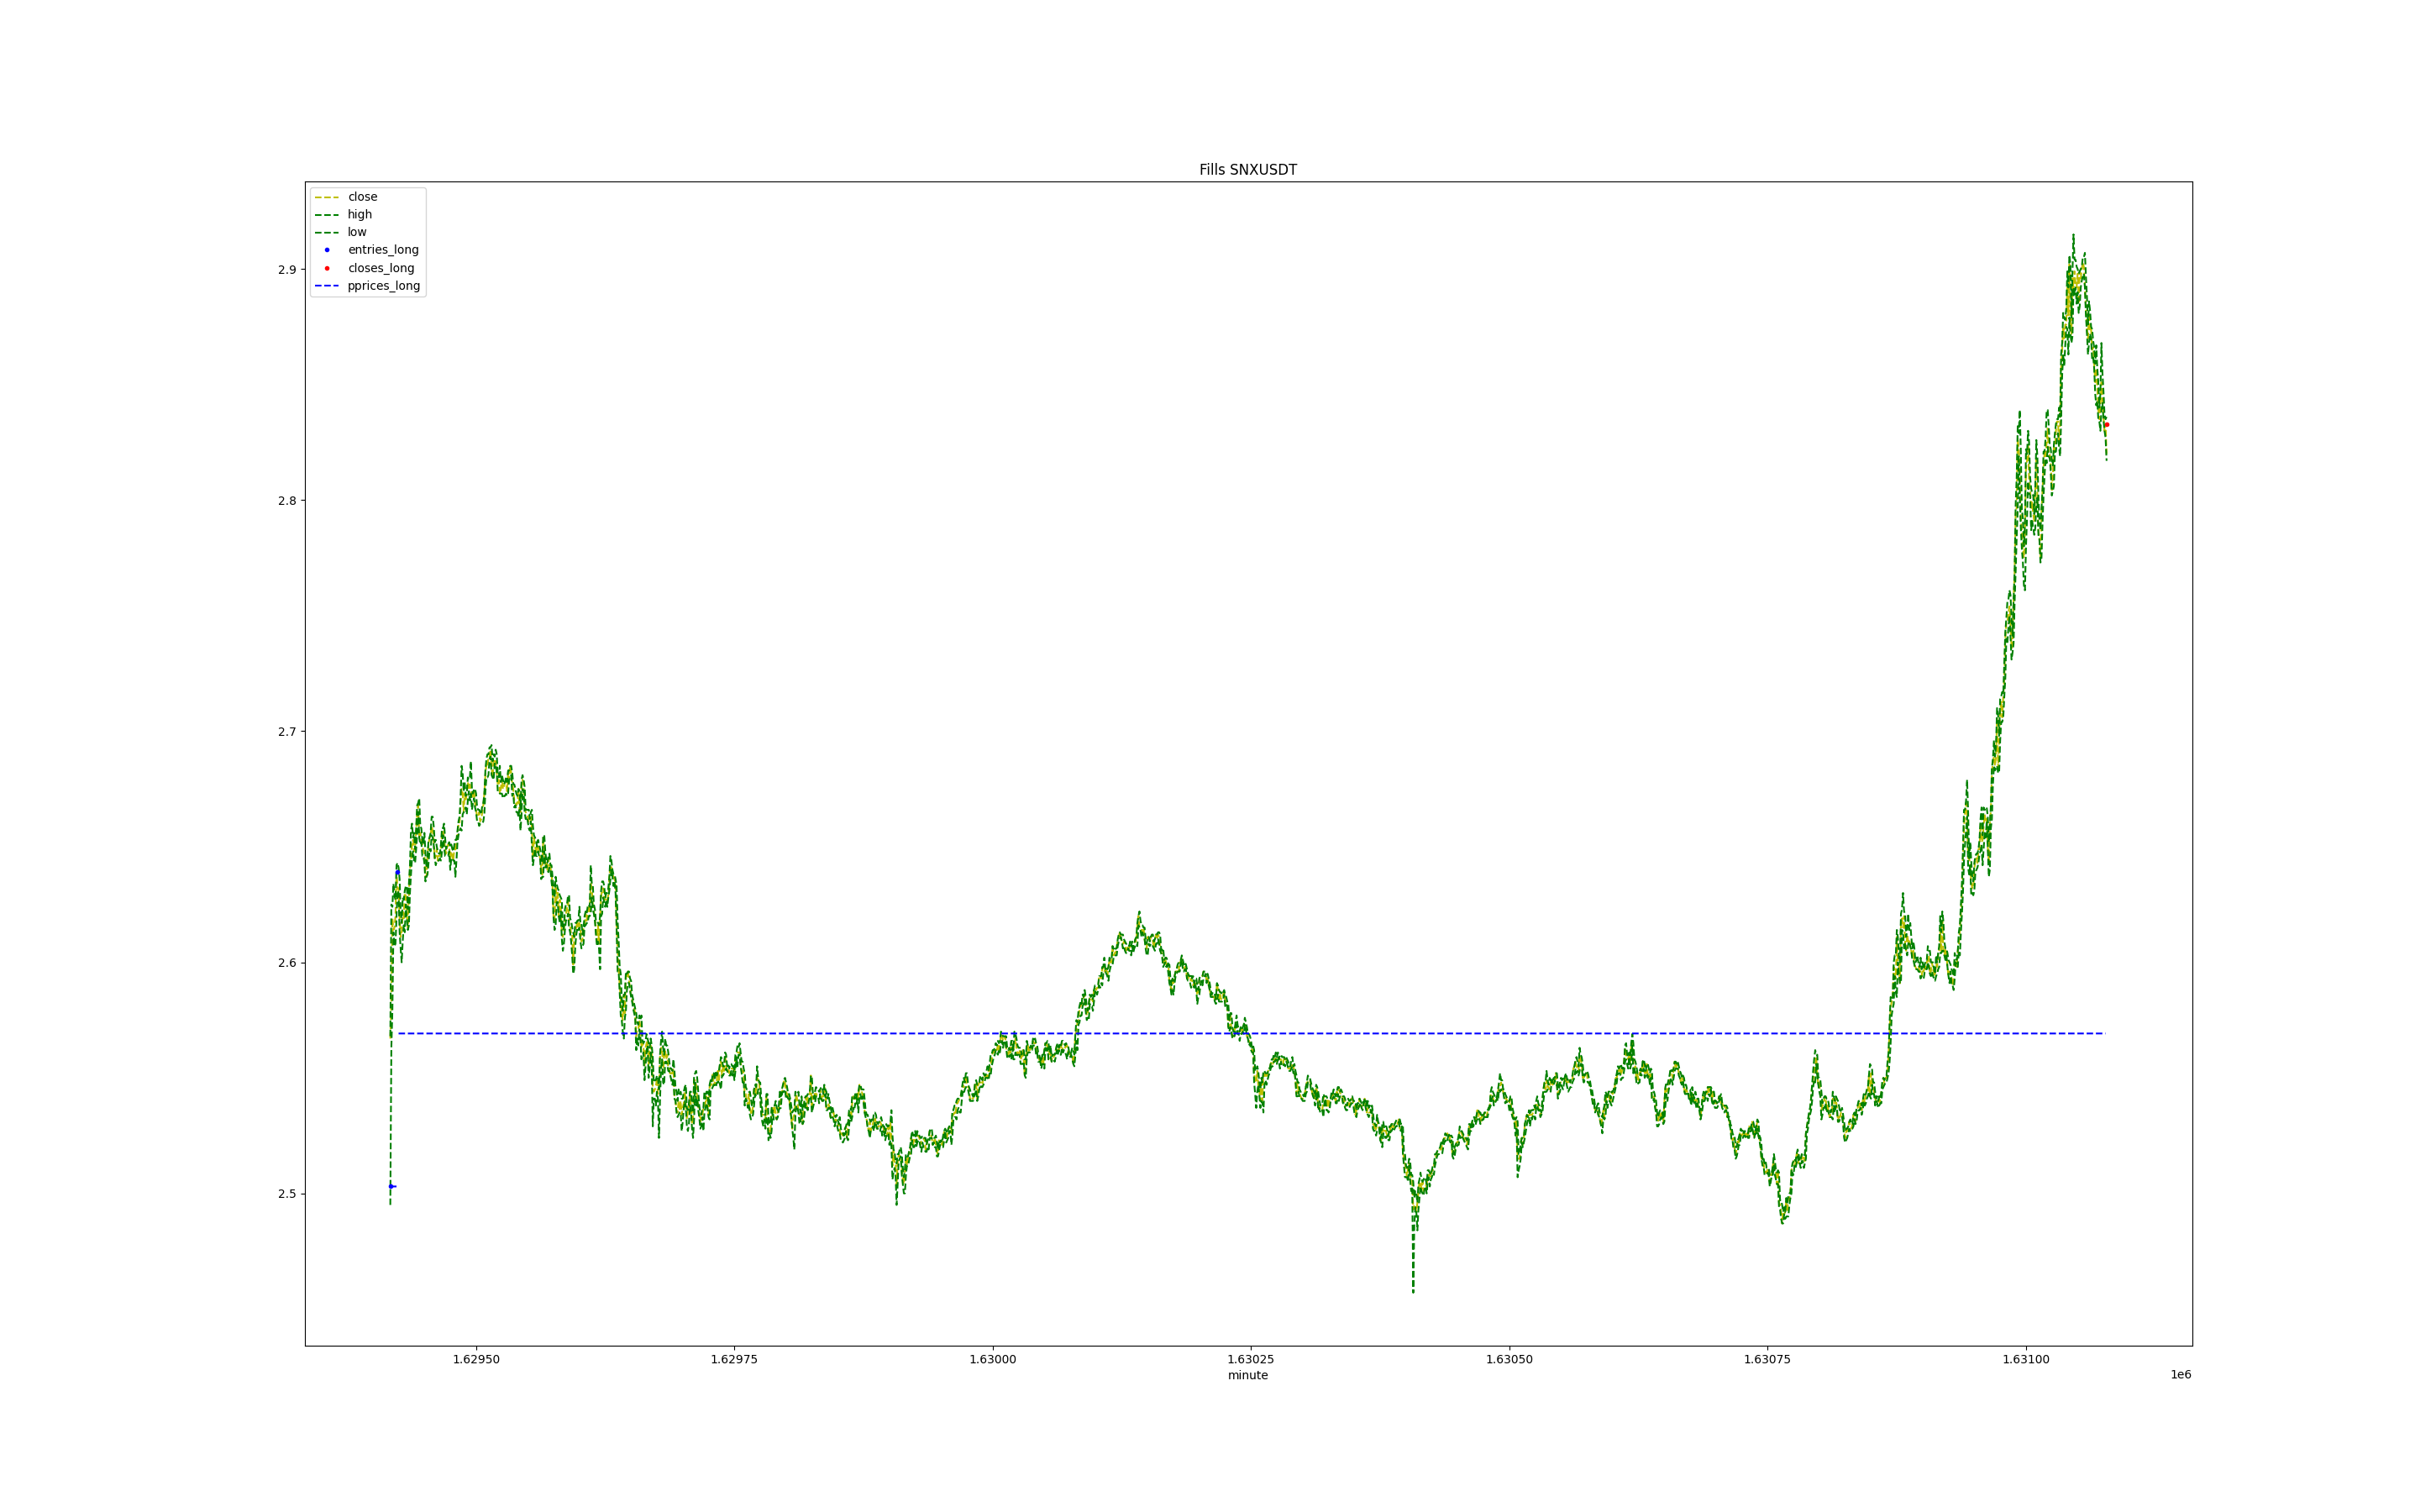 Fills SNXUSDT
close
high
low
entries_long
closes_long
pprices_long
2.9
2.8
2.7
2.6
2.5
1.62950
1.62975
1.63000
1.63025
1.63050
1.63075
1.63100
minute
1e6